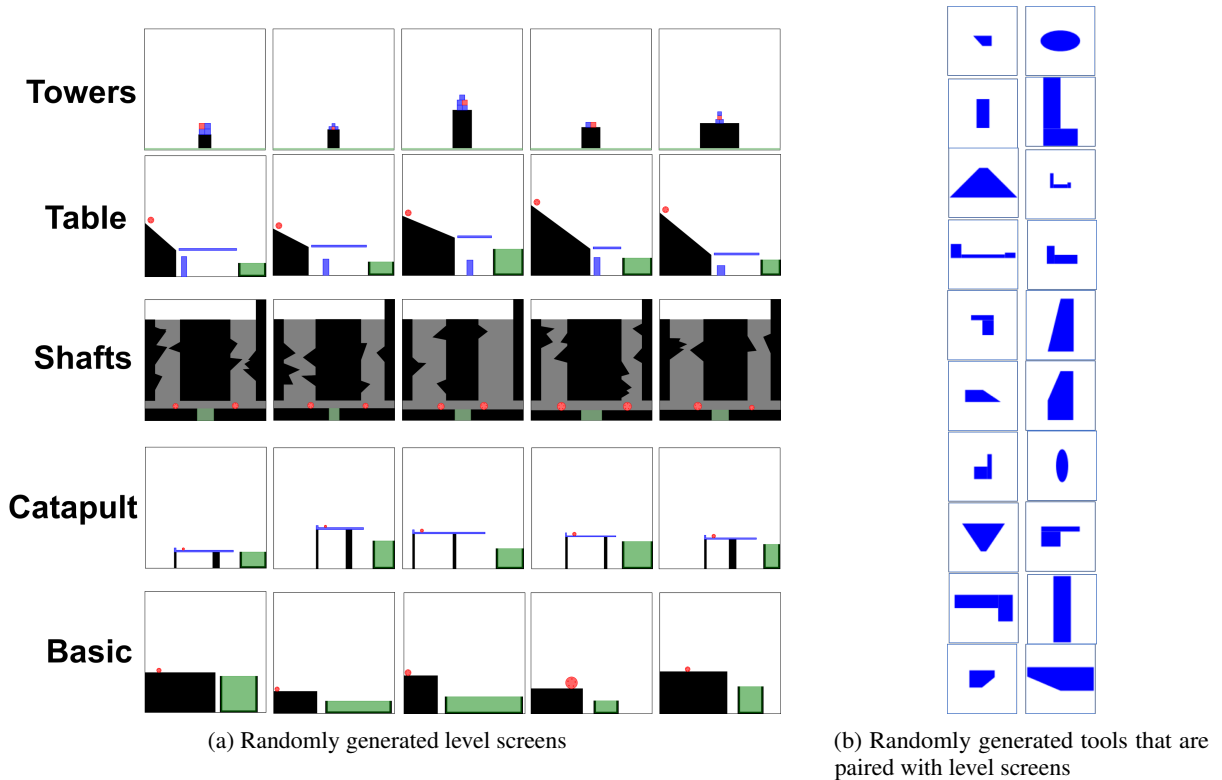 Towers
Table
Shafts
Catapult
Basic
(a) Randomly generated level screens
(b) Randomly generated tools that are
paired with level screens